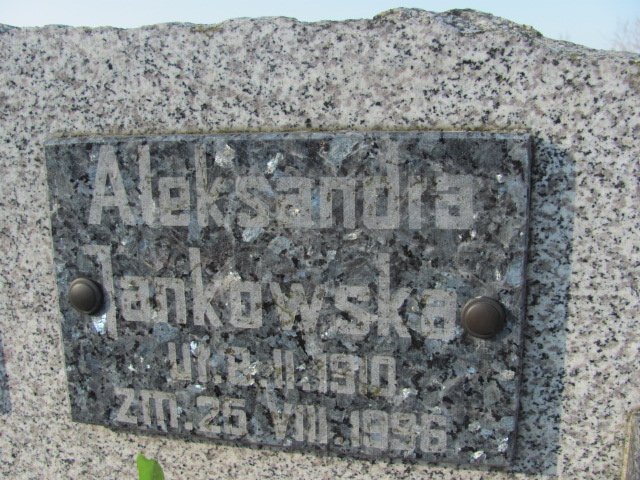 Aleksandra
Jankowska
ur. 8. II. 1910
zm. 25. VIII. 1996